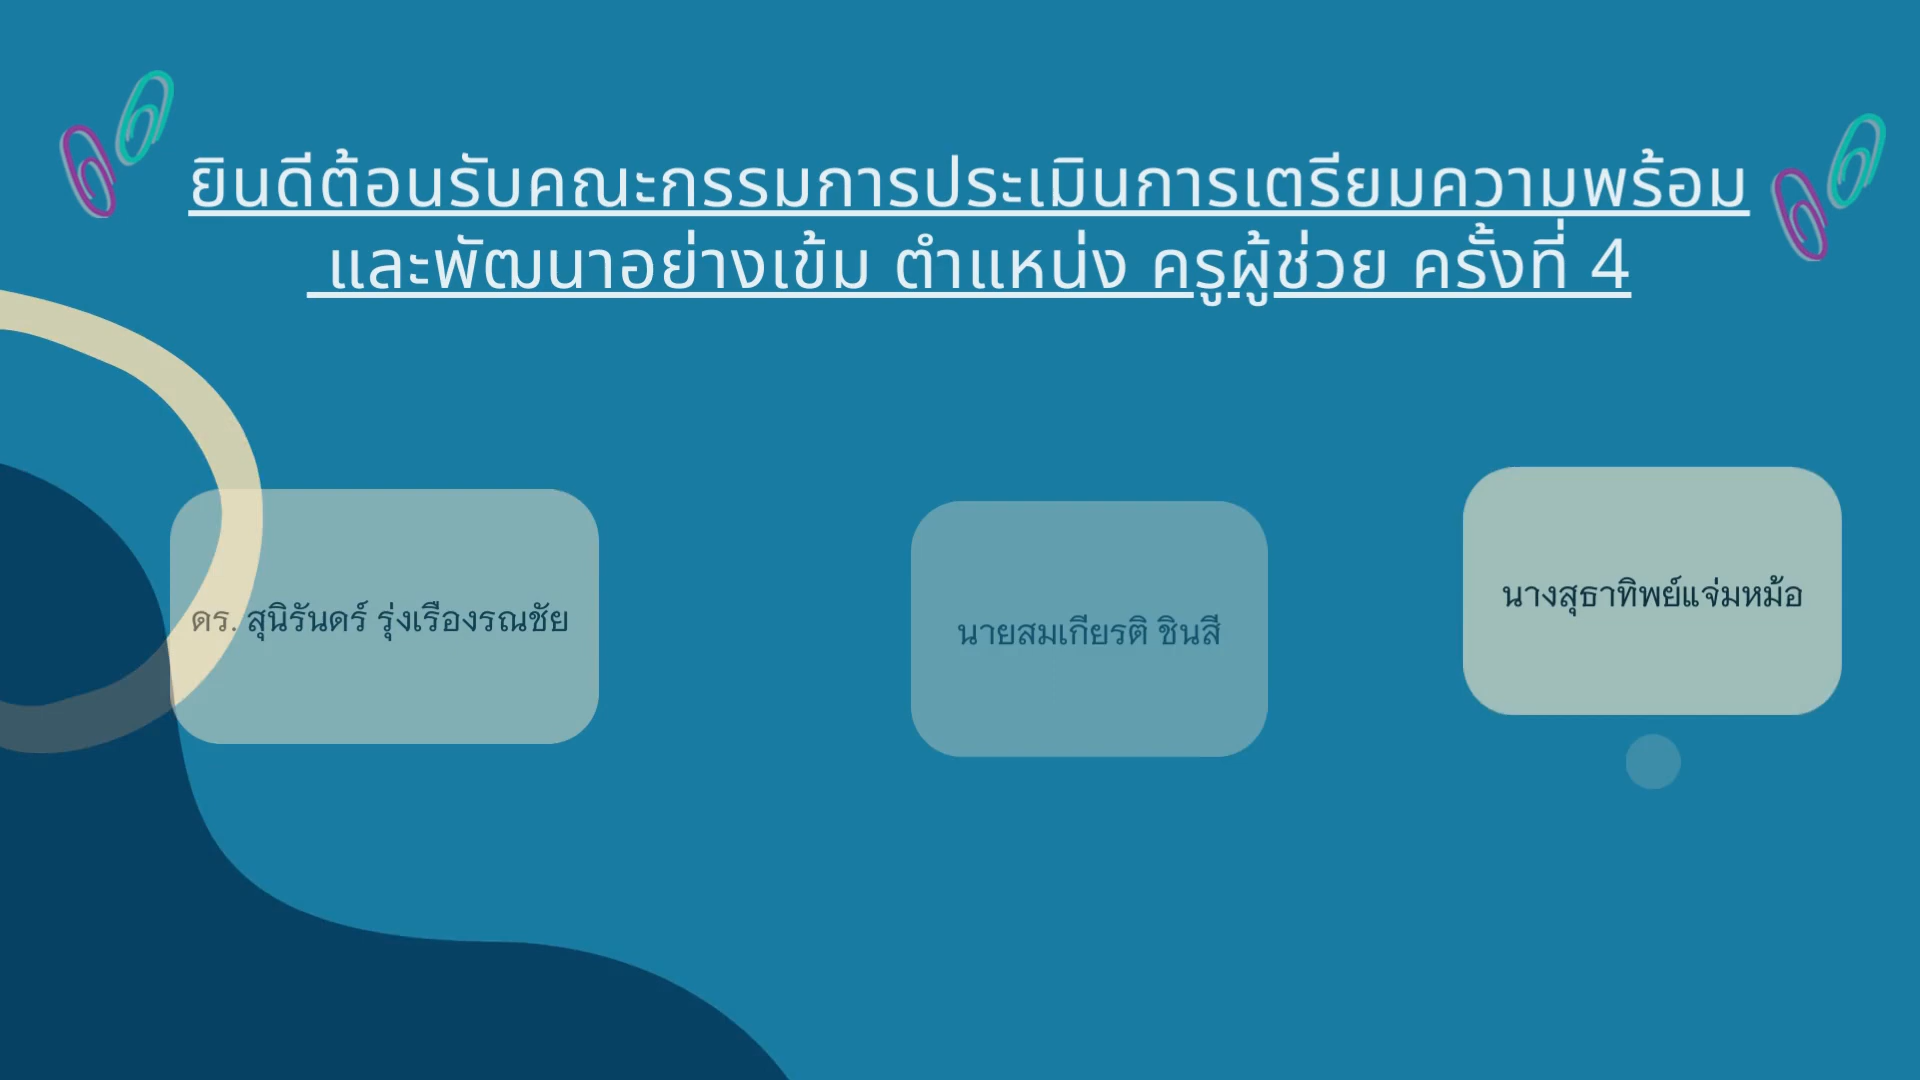 ยินดีต้อนรับคณะกรรมการประเมินการเตรียมความพร้อม
และพัฒนาอย่างเข้ม ตำแหน่ง ครูผู้ช่วย ครั้งที่ 4
ดร. สุนิรันดร์ รุ่งเรืองรณชัย
นายสมเกียรติ ชินสี
นางสุธาทิพย์แจ่มหม้อ